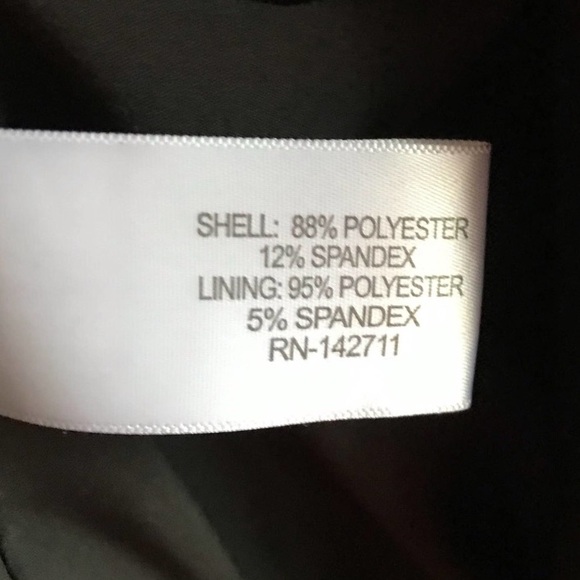 SHELL: 88% POLYESTER
12% SPANDEX
LINING: 95% POLYESTER
5% SPANDEX
RN-142711